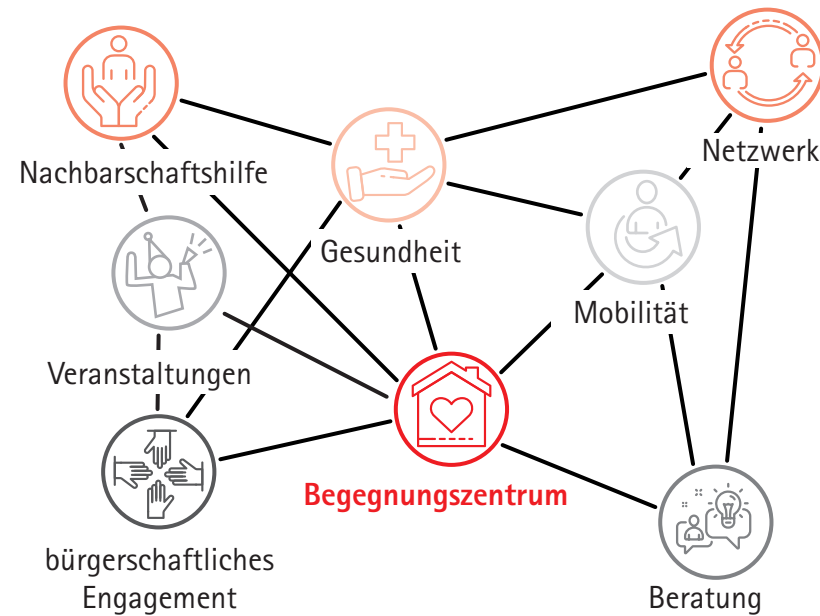 Netzwerk
Nachbarschaftshilfe
Gesundheit
Mobilität
Veranstaltungen
Begegnungszentrum
bürgerschaftliches
Engagement
Beratung